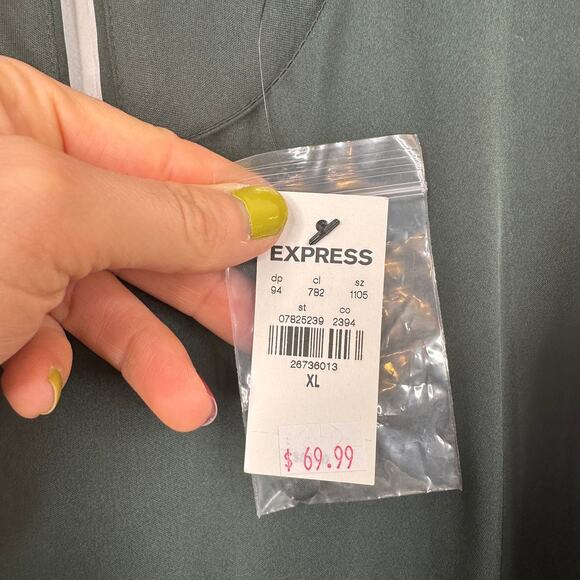 EXPRESS
dp cl sz
94 782 1105
st co
07825239 2394
26736013
XL
$ 69.99